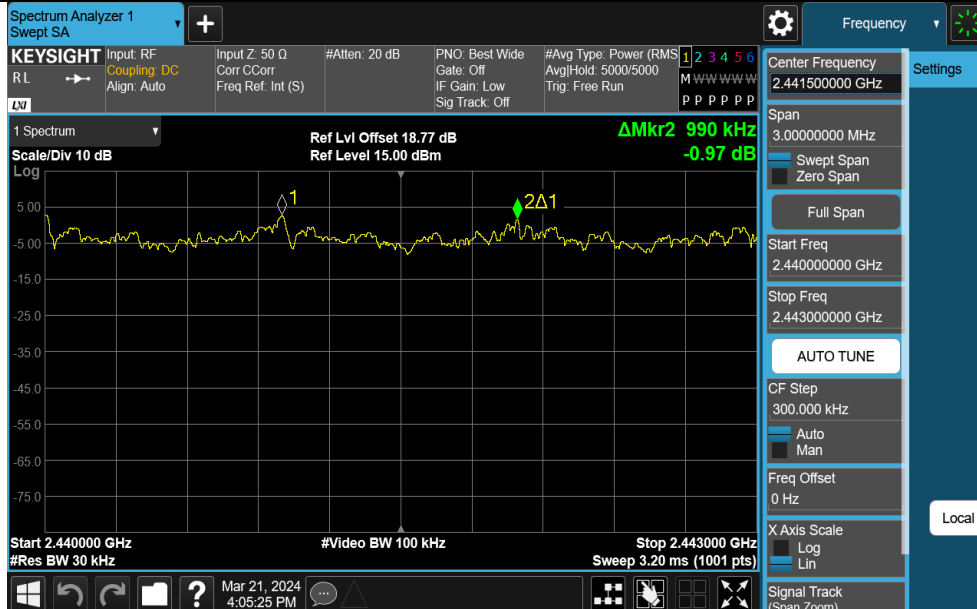 Spectrum Analyzer 1
Swept SA
+
Frequency
KEYSIGHT
RL
LXI
Input: RF
Coupling: DC
Align: Auto
Input Z: 50 Ω
Corr CCorr
Freq Ref: Int (S)
#Atten: 20 dB
PNO: Best Wide
Gate: Off
IF Gain: Low
Sig Track: Off
#Avg Type: Power (RMS
Avg|Hold: 5000/5000
Trig: Free Run
1 2 3 4 5 6
M W W W W W
P P P P P P
1 Spectrum
Scale/Div 10 dB
Log
Ref Lvl Offset 18.77 dB
Ref Level 15.00 dBm
ΔMkr2 990 kHz
-0.97 dB
1
2Δ1
5.00
-5.00
-15.0
-25.0
-35.0
-45.0
-55.0
-65.0
-75.0
Start 2.440000 GHz
#Res BW 30 kHz
#Video BW 100 kHz
Stop 2.443000 GHz
Sweep 3.20 ms (1001 pts)
?
Mar 21, 2024
4:05:25 PM
Center Frequency
2.441500000 GHz
Settings
Span
3.00000000 MHz
Swept Span
Zero Span
Full Span
Start Freq
2.440000000 GHz
Stop Freq
2.443000000 GHz
AUTO TUNE
CF Step
300.000 kHz
Auto
Man
Freq Offset
0 Hz
Local
X Axis Scale
Log
Lin
Signal Track
(Span Zoom)